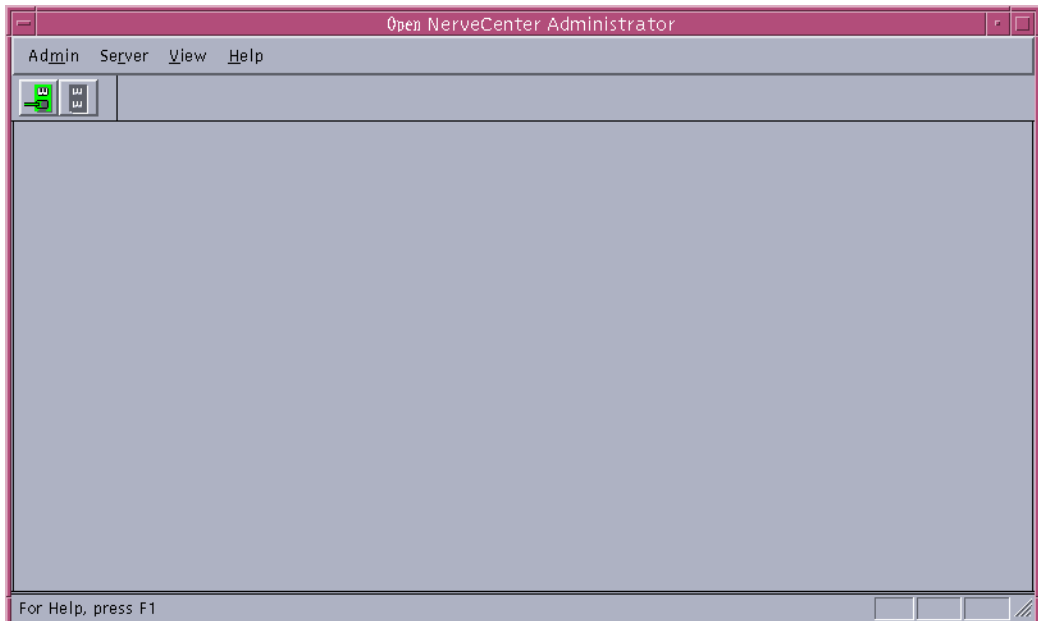 Open NerveCenter Administrator
Admin Server View Help
For Help, press F1